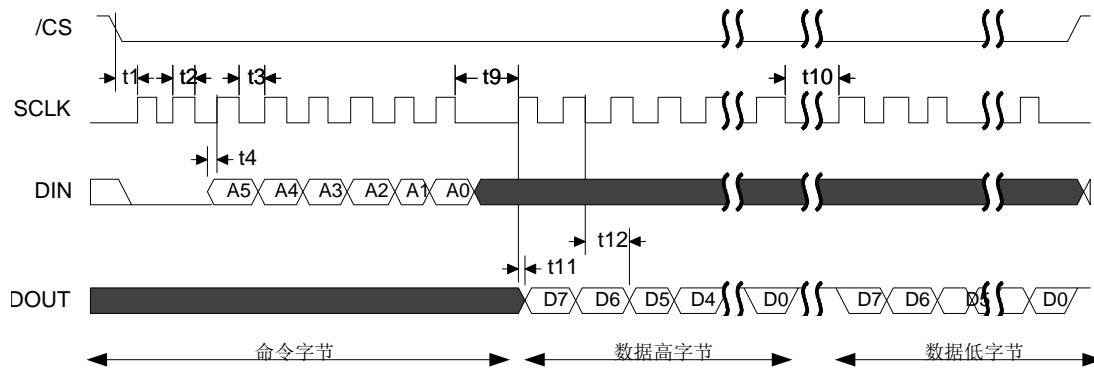 /CS
t1 t2 t3 t9 t10
SCLK
t4
DIN A5 A4 A3 A2 A1 A0
t12
t11
DOUT D7 D6 D5 D4 D0 D7 D6 D5 D0
命令字节 数据高字节 数据低字节